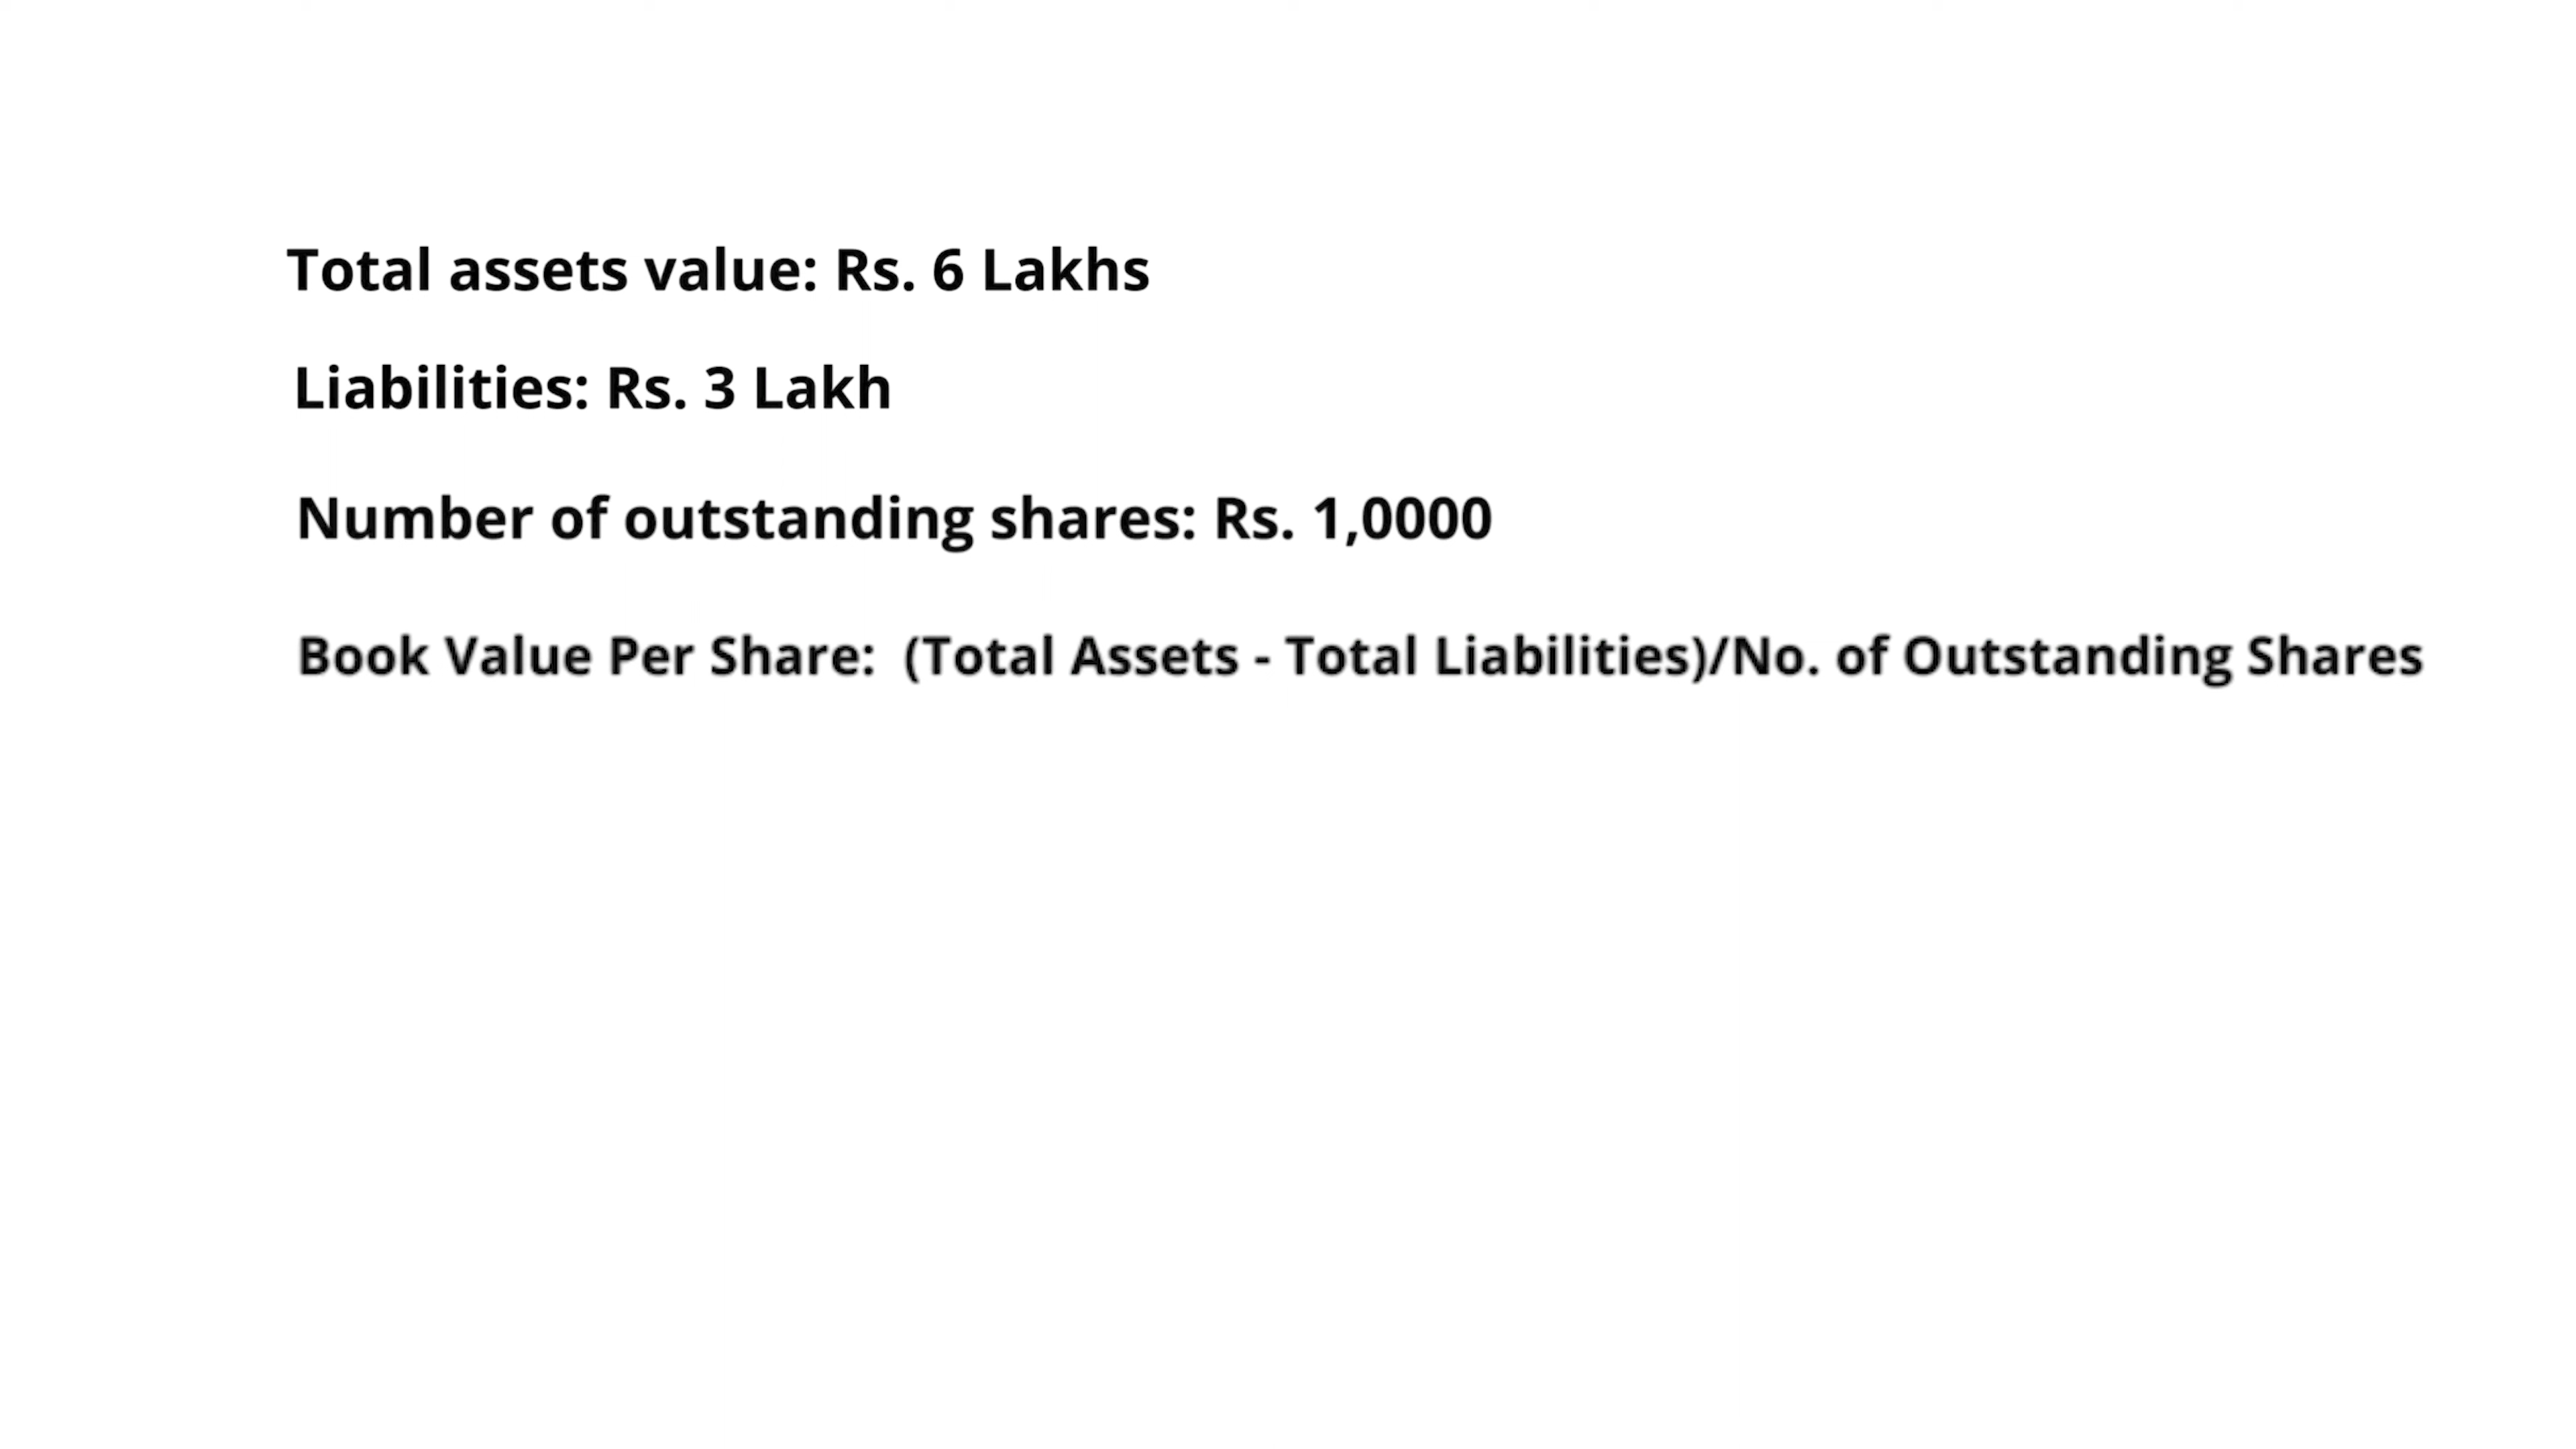 Total assets value: Rs. 6 Lakhs
Liabilities: Rs. 3 Lakh
Number of outstanding shares: Rs. 1,0000
Book Value Per Share: (Total Assets - Total Liabilities)/No. of Outstanding Shares